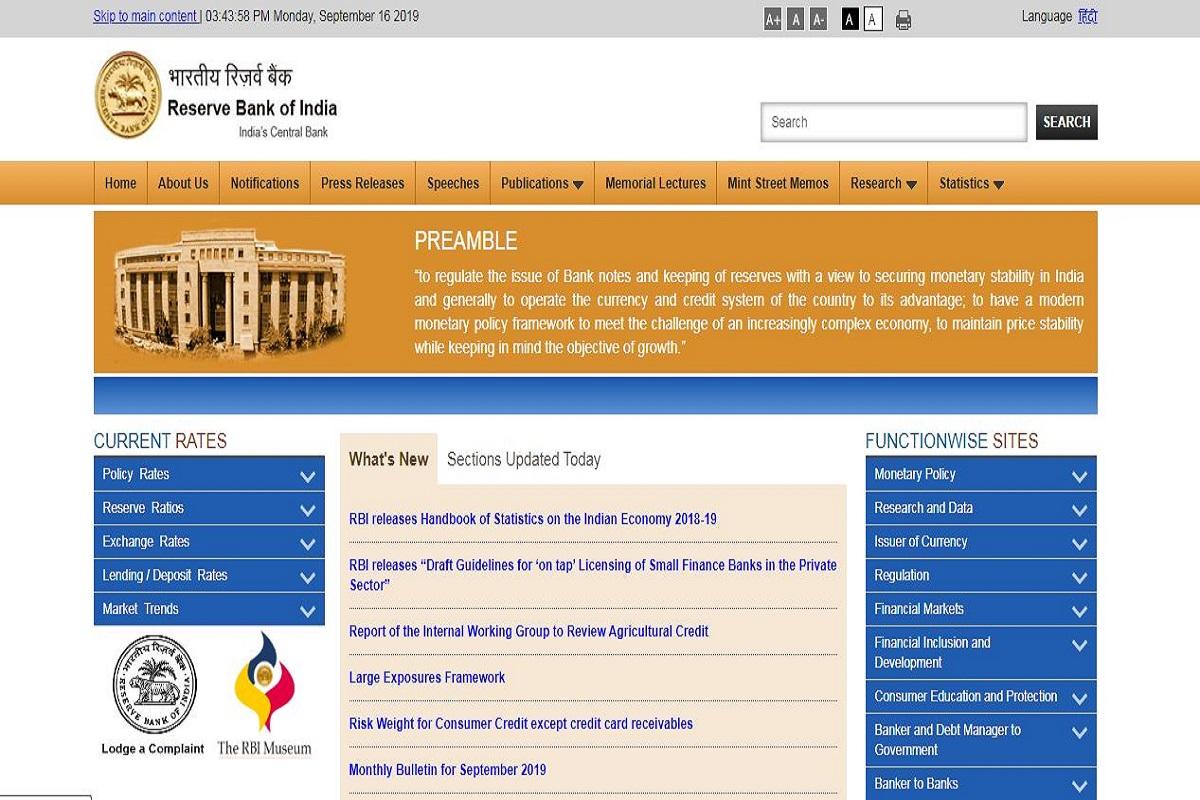 Skip to main content | 03:43:58 PM Monday, September 16 2019
A+ A A- A A
Language हिंदी
भारतीय रिज़र्व बैंक
Reserve Bank of India
India's Central Bank
Search
SEARCH
Home About Us Notifications Press Releases Speeches Publications Memorial Lectures Mint Street Memos Research Statistics
PREAMBLE
“to regulate the issue of Bank notes and keeping of reserves with a view to securing monetary stability in India
and generally to operate the currency and credit system of the country to its advantage; to have a modern
monetary policy framework to meet the challenge of an increasingly complex economy, to maintain price stability
while keeping in mind the objective of growth.”
CURRENT RATES
Policy Rates
Reserve Ratios
Exchange Rates
Lending / Deposit Rates
Market Trends
भारतीय रिज़र्व बैंक
RESERVE BANK OF INDIA
Lodge a Complaint
The RBI Museum
What's New
Sections Updated Today
RBI releases Handbook of Statistics on the Indian Economy 2018-19
RBI releases “Draft Guidelines for ‘on tap’ Licensing of Small Finance Banks in the Private
Sector”
Report of the Internal Working Group to Review Agricultural Credit
Large Exposures Framework
Risk Weight for Consumer Credit except credit card receivables
Monthly Bulletin for September 2019
FUNCTIONWISE SITES
Monetary Policy
Research and Data
Issuer of Currency
Regulation
Financial Markets
Financial Inclusion and
Development
Consumer Education and Protection
Banker and Debt Manager to
Government
Banker to Banks